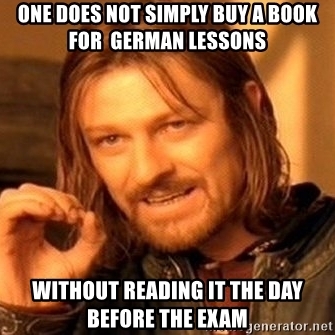 ONE DOES NOT SIMPLY BUY A BOOK
FOR GERMAN LESSONS
WITHOUT READING IT THE DAY
BEFORE THE EXAM
generator.net